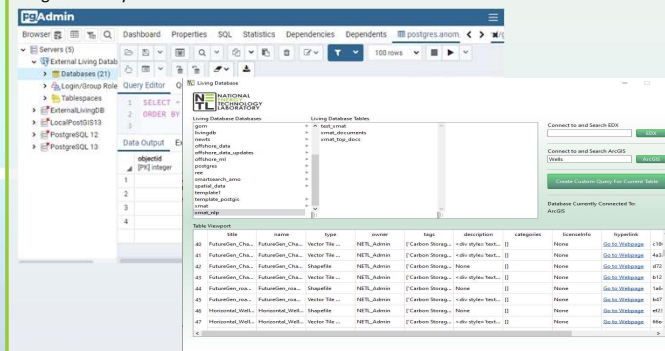 pgAdmin
Browser
Dashboard Properties SQL Statistics Dependencies Dependents postgres.anom.
Servers (5)
External Living Datab
Databases (21)
Login/Group Role
Tablespaces
ExternalLivingDB
LocalPostGIS13
PostgreSQL 12
PostgreSQL 13
100 rows
Query Editor Q
1 SELECT *
2 ORDER BY
3
4
Data Output Ex
objectid
[PK] integer
1
2
3
4
Living Database
NATIONAL
ENERGY
TECHNOLOGY
LABORATORY
Living Database Databases
gom
livingdb
newts
offshore_data
offshore_data_updates
offshore_ml
postgres
ree
smartsearch_amo
spatial_data
template1
template_postgis
xmat
xmat_nlp
Living Database Tables
test_xmat
xmat_documents
xmat_top_docs
Connect to and Search EDX
EDX
Connect to and Search ArcGIS
Wells ArcGIS
Create Custom Query For Current Table
Database Currently Connected To:
ArcGIS
Table Viewport
title name type owner tags description categories licenseInfo hyperlink
40 FutureGen_Cha... FutureGen_Cha... Vector Tile ... NETL_Admin ['Carbon Storag... <div style='text... [] None Go to Webpage
41 FutureGen_Cha... FutureGen_Cha... Vector Tile ... NETL_Admin ['Carbon Storag... <div style='text... [] None Go to Webpage
42 FutureGen_Cha... FutureGen_Cha... Shapefile NETL_Admin ['Carbon Storag... None [] None Go to Webpage
43 FutureGen_roa... FutureGen_roa... Vector Tile ... NETL_Admin ['Carbon Storag... <div style='text... [] None Go to Webpage
44 FutureGen_roa... FutureGen_roa... Shapefile NETL_Admin ['Carbon Storag... None [] None Go to Webpage
45 FutureGen_roa... FutureGen_roa... Vector Tile ... NETL_Admin ['Carbon Storag... <div style='text... [] None Go to Webpage
46 Horizontal_Well... Horizontal_Well... Shapefile NETL_Admin ['Carbon Storag... None [] None Go to Webpage
47 Horizontal_Well... Horizontal_Well... Vector Tile ... NETL_Admin ['Carbon Storag... <div style='text... [] None Go to Webpage